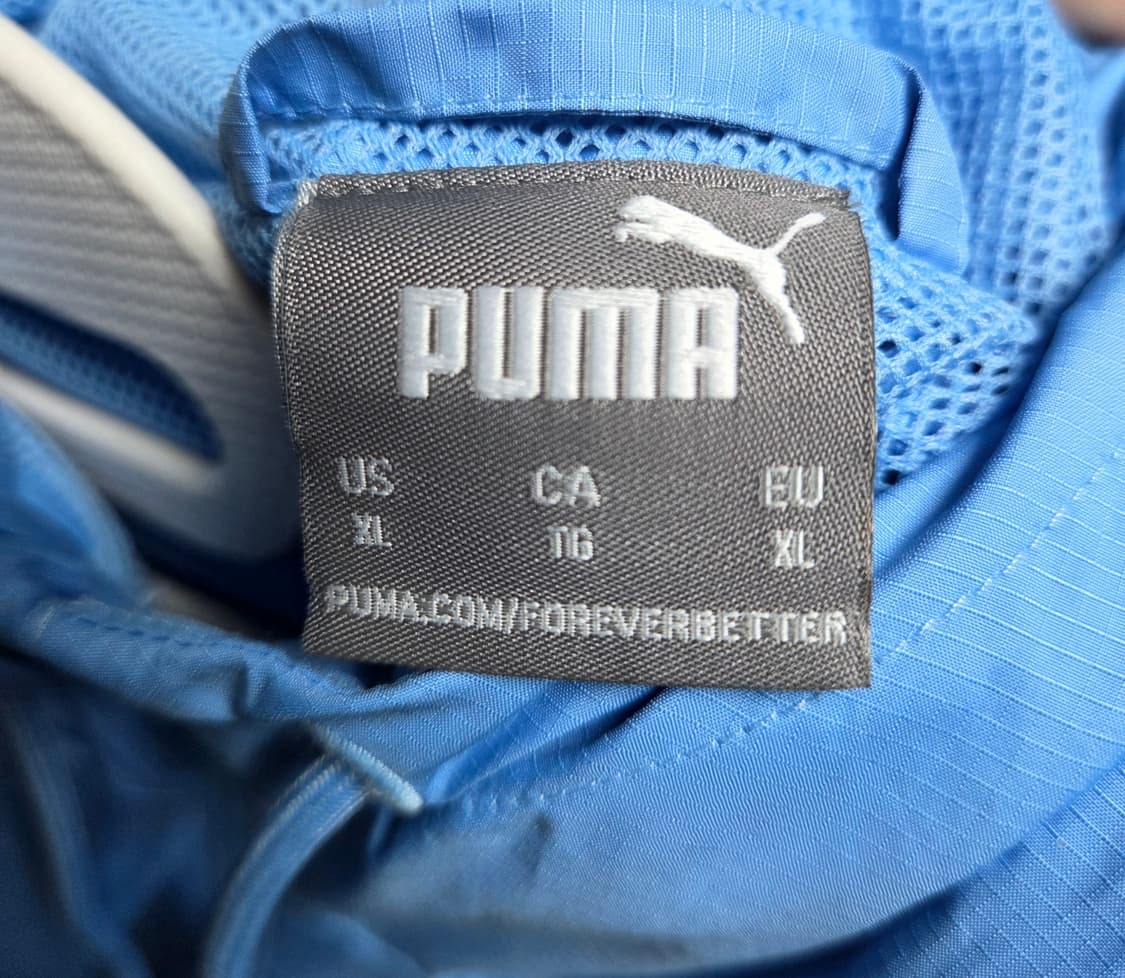 PUMA
US CA EU
XL TG XL
PUMA.COM/FOREVERBETTER